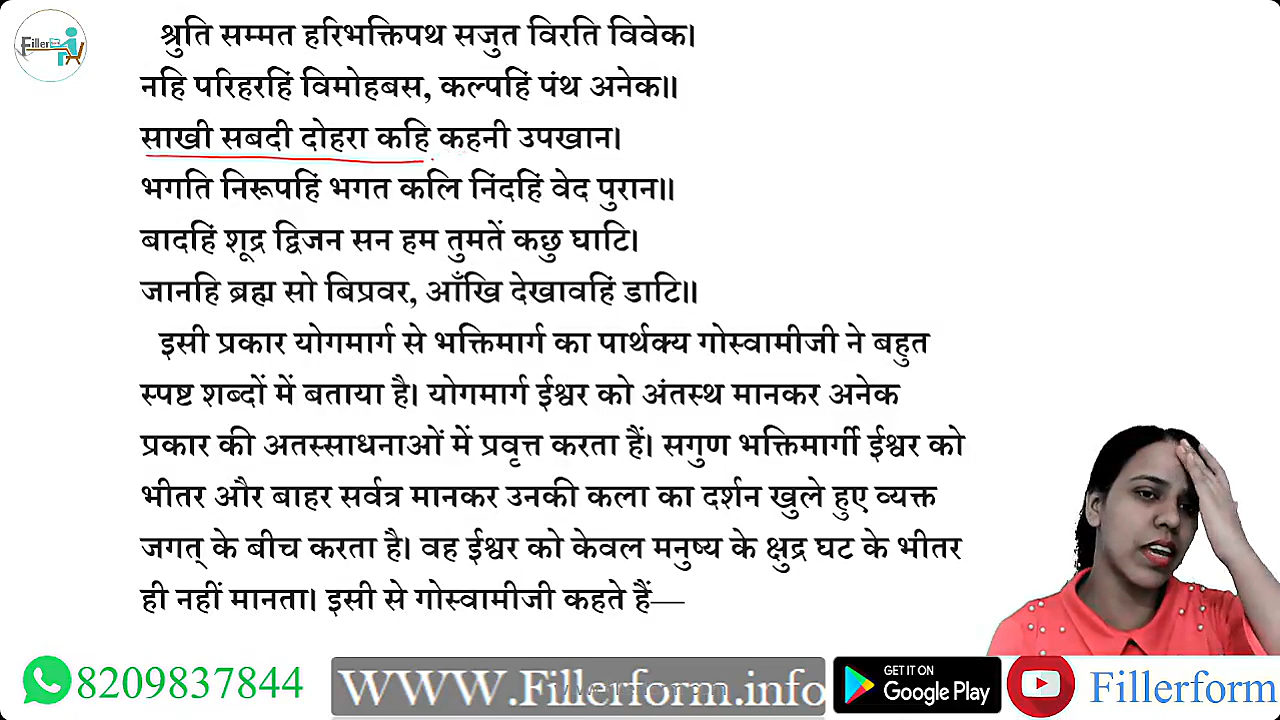 Filler
श्रुति सम्मत हरिभक्तिपथ सजुत विरति विवेक।
नहि परिहरहिं विमोहबस, कल्पहिं पंथ अनेक॥
साखी सबदी दोहरा कहि कहनी उपखान।
भगति निरूपहिं भगत कलि निंदहिं वेद पुरान॥
बादहिं शूद्र द्विजन सन हम तुमतें कछु घाटि।
जानहि ब्रह्म सो बिप्रवर, आँखि देखावहिं डाटि॥
इसी प्रकार योगमार्ग से भक्तिमार्ग का पार्थक्य गोस्वामीजी ने बहुत
स्पष्ट शब्दों में बताया है। योगमार्ग ईश्वर को अंतस्थ मानकर अनेक
प्रकार की अतस्साधनाओं में प्रवृत्त करता हैं। सगुण भक्तिमार्गी ईश्वर को
भीतर और बाहर सर्वत्र मानकर उनकी कला का दर्शन खुले हुए व्यक्त
जगत् के बीच करता है। वह ईश्वर को केवल मनुष्य के क्षुद्र घट के भीतर
ही नहीं मानता। इसी से गोस्वामीजी कहते हैं—
8209837844
WWW.Fillerform.info
GET IT ON
Google Play
Fillerform